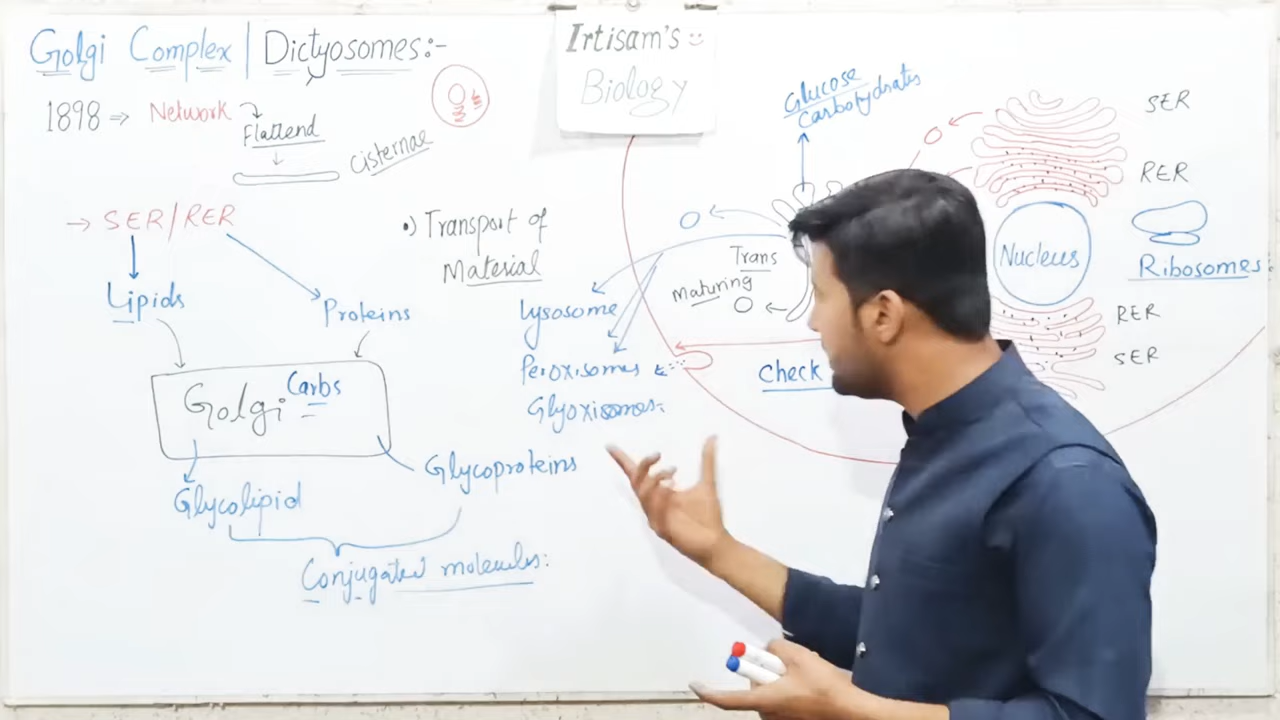 Golgi Complex | Dictyosomes:-
1898 ⇒ Network
Flattend
Cisternae
→ SER/RER
Lipids
Proteins
Golgi Carbs
Glycolipid
Glycoproteins
Conjugated molecules:
•) Transport of
Material
Irtisam's
Biology
Glucose
Carbohydrates
Trans
Maturing
Lysosome
Peroxisomes
Glyoxisomes:
Check
SER
RER
Nucleus
Ribosomes:
RER
SER